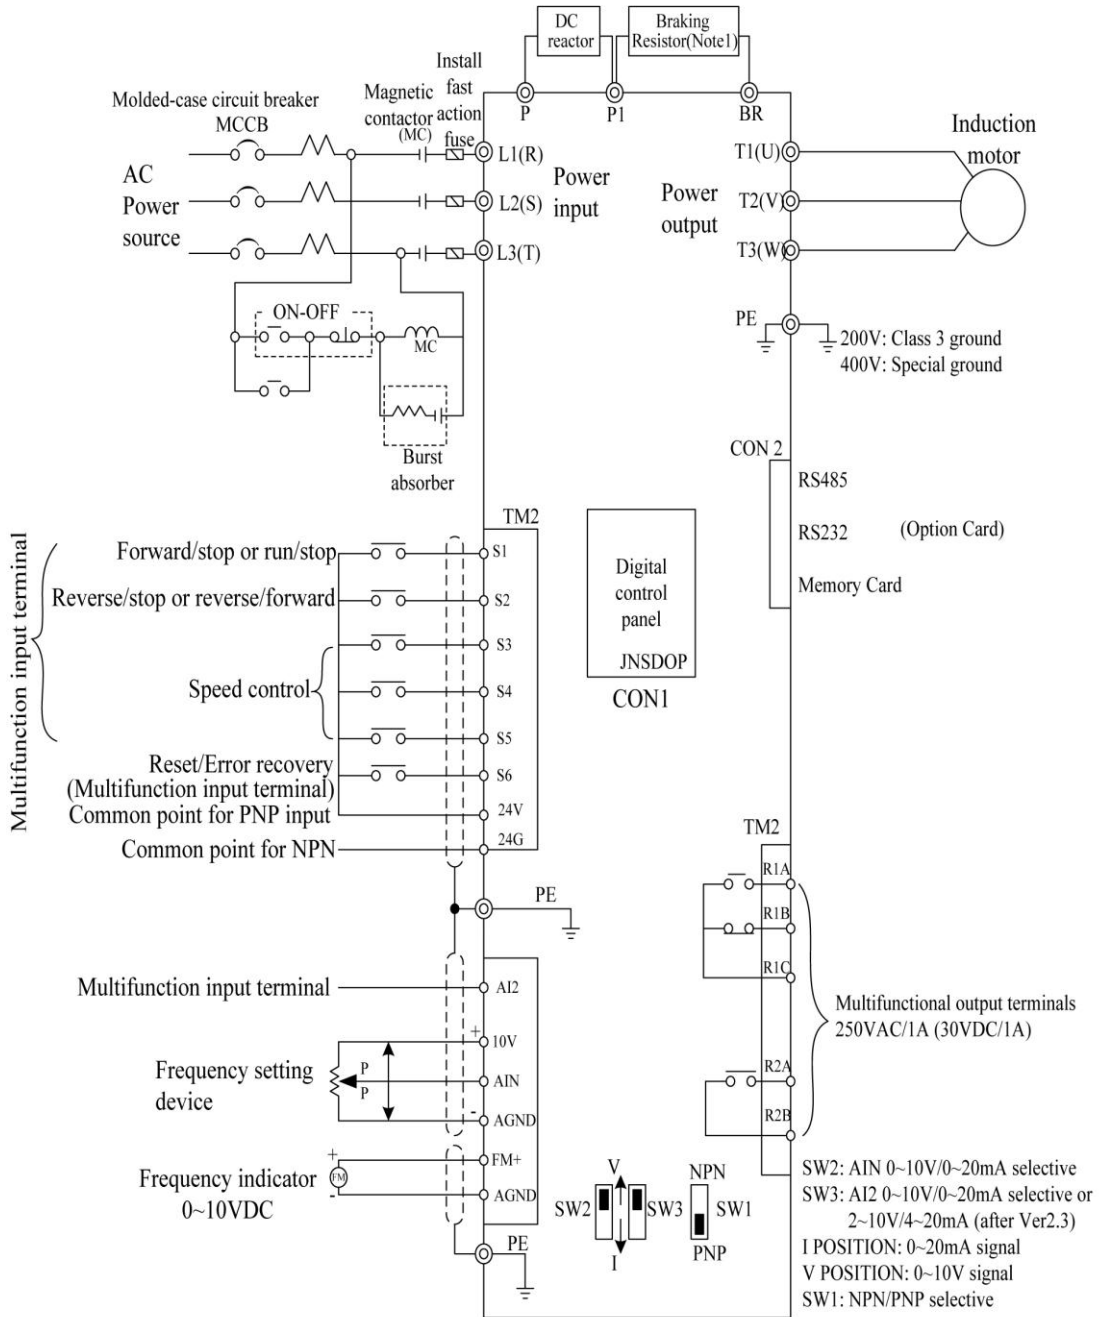 DC
reactor
Braking
Resistor(Note1)
P
P1
BR
Install
fast
action
fuse
Magnetic
contactor
(MC)
Molded-case circuit breaker
MCCB
AC
Power
source
L1(R)
L2(S)
L3(T)
Power
input
T1(U)
T2(V)
T3(W)
Power
output
Induction
motor
ON-OFF
MC
Burst
absorber
PE
200V: Class 3 ground
400V: Special ground
CON 2
RS485
RS232
(Option Card)
Memory Card
Digital
control
panel
JNSDOP
CON1
TM2
Multifunction input terminal
Forward/stop or run/stop
S1
Reverse/stop or reverse/forward
S2
Speed control
S3
S4
S5
Reset/Error recovery
(Multifunction input terminal)
S6
Common point for PNP input
24V
Common point for NPN
24G
PE
Multifunction input terminal
AI2
Frequency setting
device
+
10V
P
P
AIN
-
AGND
Frequency indicator
0~10VDC
+
FM
-
FM+
AGND
PE
TM2
R1A
R1B
R1C
R2A
R2B
Multifunctional output terminals
250VAC/1A (30VDC/1A)
V
SW2
SW3
I
NPN
SW1
PNP
SW2: AIN 0~10V/0~20mA selective
SW3: AI2 0~10V/0~20mA selective or
2~10V/4~20mA (after Ver2.3)
I POSITION: 0~20mA signal
V POSITION: 0~10V signal
SW1: NPN/PNP selective